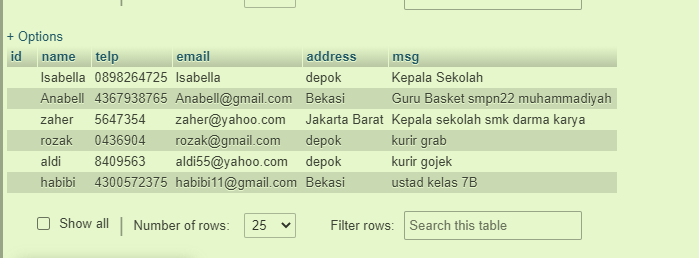 + Options
id name telp email address msg
Isabella 0898264725 Isabella depok Kepala Sekolah
Anabell 4367938765 Anabell@gmail.com Bekasi Guru Basket smpn22 muhammadiyah
zaher 5647354 zaher@yahoo.com Jakarta Barat Kepala sekolah smk darma karya
rozak 0436904 rozak@gmail.com depok kurir grab
aldi 8409563 aldi55@yahoo.com depok kurir gojek
habibi 4300572375 habibi11@gmail.com Bekasi ustad kelas 7B
Show all Number of rows: 25 Filter rows: Search this table